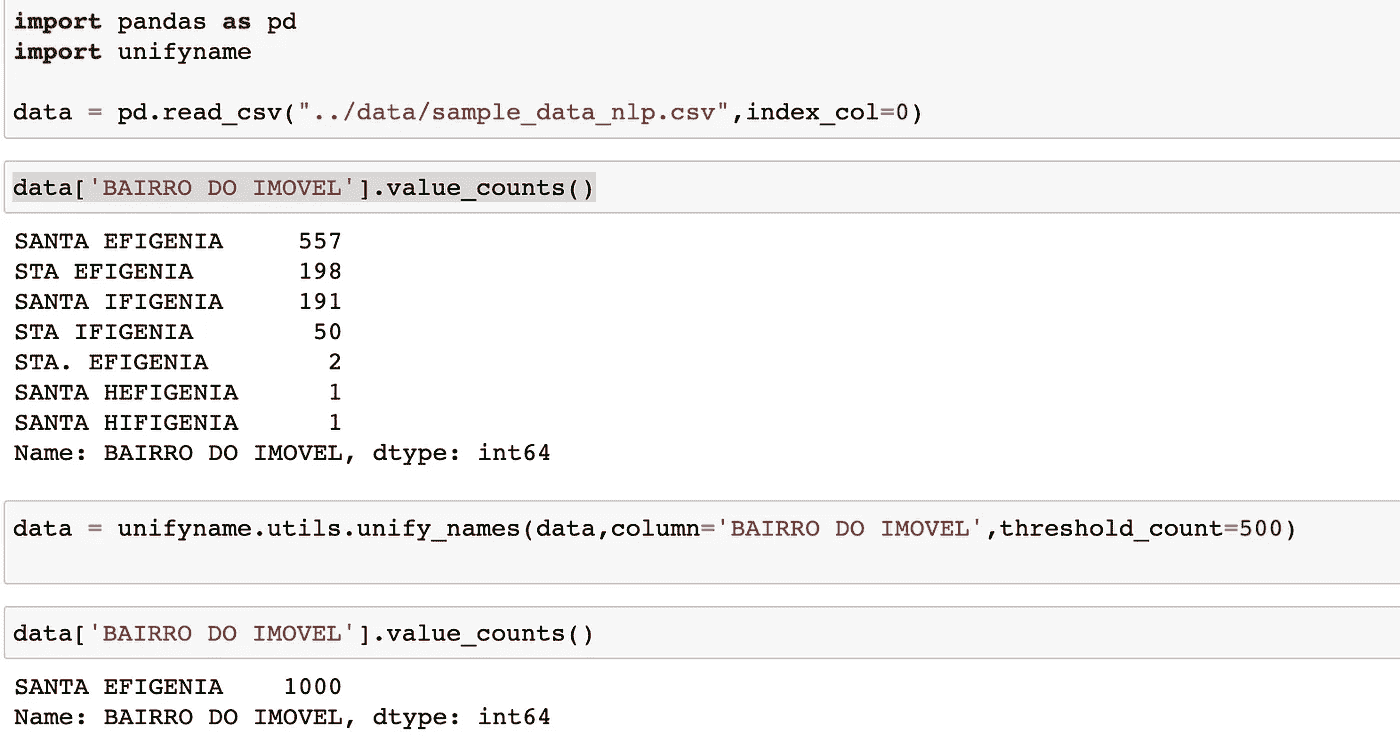 import pandas as pd
import unifyname
data = pd.read_csv("../data/sample_data_nlp.csv",index_col=0)
data['BAIRRO DO IMOVEL'].value_counts()
SANTA EFIGENIA     557
STA EFIGENIA       198
SANTA IFIGENIA     191
STA IFIGENIA        50
STA. EFIGENIA        2
SANTA HEFIGENIA      1
SANTA HIFIGENIA      1
Name: BAIRRO DO IMOVEL, dtype: int64
data = unifyname.utils.unify_names(data,column='BAIRRO DO IMOVEL',threshold_count=500)
data['BAIRRO DO IMOVEL'].value_counts()
SANTA EFIGENIA    1000
Name: BAIRRO DO IMOVEL, dtype: int64